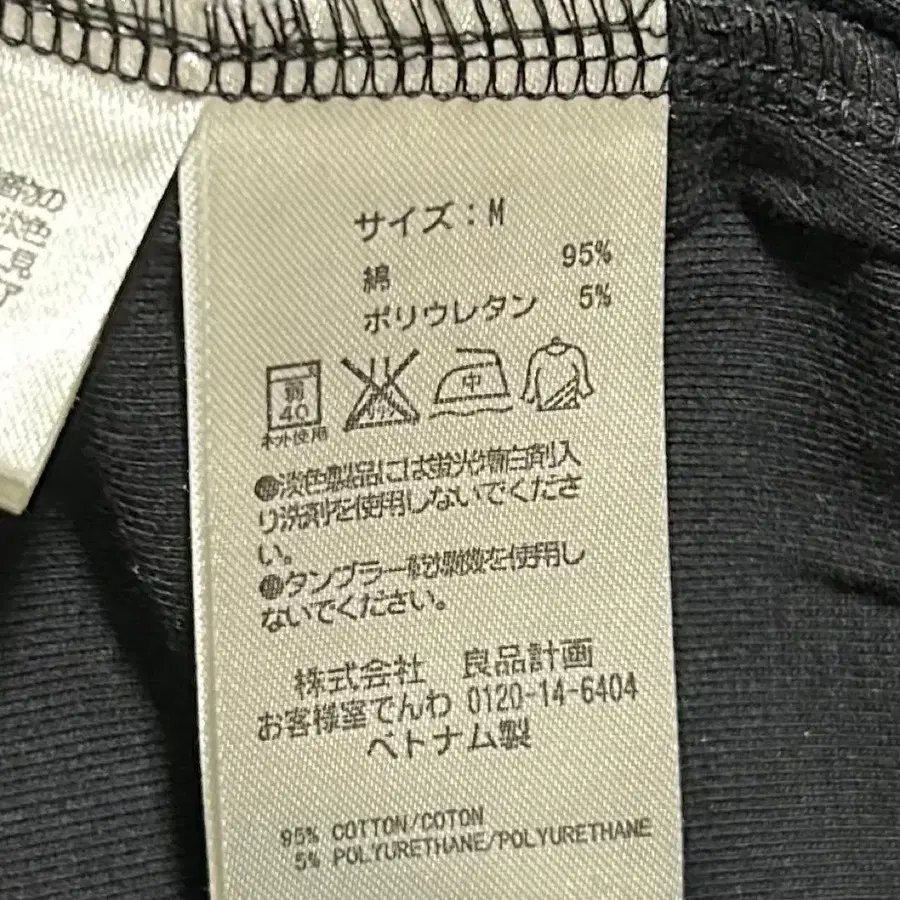 の
淡色
見
サイズ：M
綿 95%
ポリウレタン 5%
弱
40
ネット使用
中
●淡色製品には蛍光増白剤入
り洗剤を使用しないでくださ
い。
●タンブラー乾燥機を使用し
ないでください。
株式会社 良品計画
お客様室でんわ 0120-14-6404
ベトナム製
95% COTTON/COTON
5% POLYURETHANE/POLYURETHANE